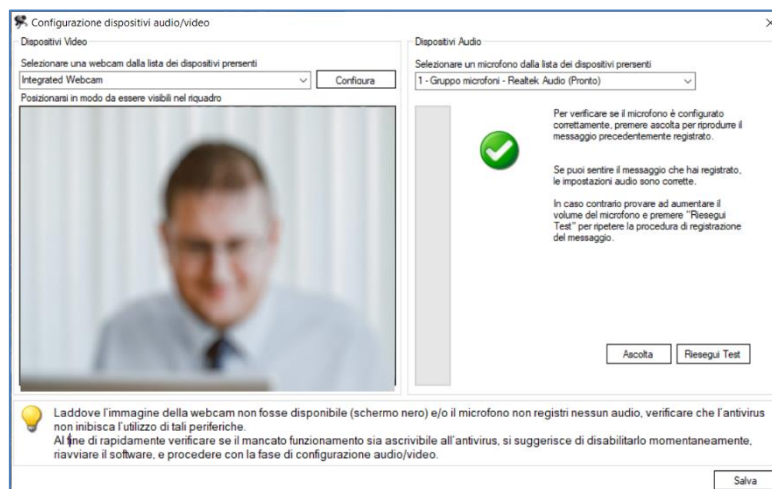 Configurazione dispositivi audio/video
Dispositivi Video
Selezionare una webcam dalla lista dei dispositivi prersenti
Integrated Webcam
Configura
Posizionarsi in modo da essere visibili nel riquadro
Dispositivi Audio
Selezionare un microfono dalla lista dei dispositivi prersenti
1 - Gruppo microfoni - Realtek Audio (Pronto)
Per verificare se il microfono è configurato
correttamente, premere ascolta per riprodurre il
messaggio precedentemente registrato.
Se puoi sentire il messaggio che hai registrato,
le impostazioni audio sono corrette.
In caso contrario provare ad aumentare il
volume del microfono e premere "Riesegui
Test" per ripetere la procedura di registrazione
del messaggio.
Ascolta
Riesegui Test
Laddove l'immagine della webcam non fosse disponibile (schermo nero) e/o il microfono non registri nessun audio, verificare che l'antivirus
non inibisca l'utilizzo di tali periferiche.
Al fine di rapidamente verificare se il mancato funzionamento sia ascrivibile all'antivirus, si suggerisce di disabilitarlo momentaneamente,
riavviare il software, e procedere con la fase di configurazione audio/video.
Salva